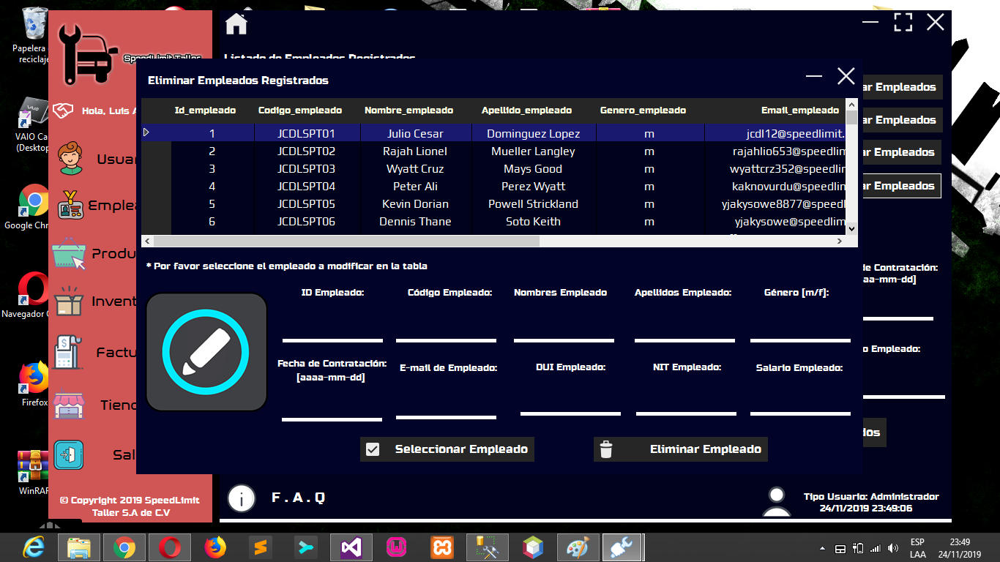 Papelera
reciclaje
VAIO Ca
(Desktop
Google Chr
Navegador
Firefox
WinRAR
SpeedLimit Taller
Hola, Luis A
Usuar
Emplea
Produ
Invent
Factu
Tiend
Sal
© Copyright 2019 SpeedLimit
Taller S.A de C.V
Listado de Empleados Registrados
Eliminar Empleados Registrados
Id_empleado Codigo_empleado Nombre_empleado Apellido_empleado Genero_empleado Email_empleado
1 JCDLSPT01 Julio Cesar Dominguez Lopez m jcdl12@speedlimit.
2 JCDLSPT02 Rajah Lionel Mueller Langley m rajahlio653@speedlim
3 JCDLSPT03 Wyatt Cruz Mays Good m wyattcrz352@speedlin
4 JCDLSPT04 Peter Ali Perez Wyatt m kaknovurdu@speedlin
5 JCDLSPT05 Kevin Dorian Powell Strickland m yjakysowe8877@speedl
6 JCDLSPT06 Dennis Thane Soto Keith m yjakysowe@speedlim
* Por favor seleccione el empleado a modificar en la tabla
ID Empleado: Código Empleado: Nombres Empleado Apellidos Empleado: Género [m/f]:
Fecha de Contratación:
[aaaa-mm-dd]
E-mail de Empleado: DUI Empleado: NIT Empleado: Salario Empleado:
Seleccionar Empleado Eliminar Empleado
ar Empleados
ar Empleados
ar Empleados
ar Empleados
de Contratación:
aa-mm-dd]
o Empleado:
dos
F . A . Q
Tipo Usuario: Administrador
24/11/2019 23:49:06
ESP
LAA
23:49
24/11/2019